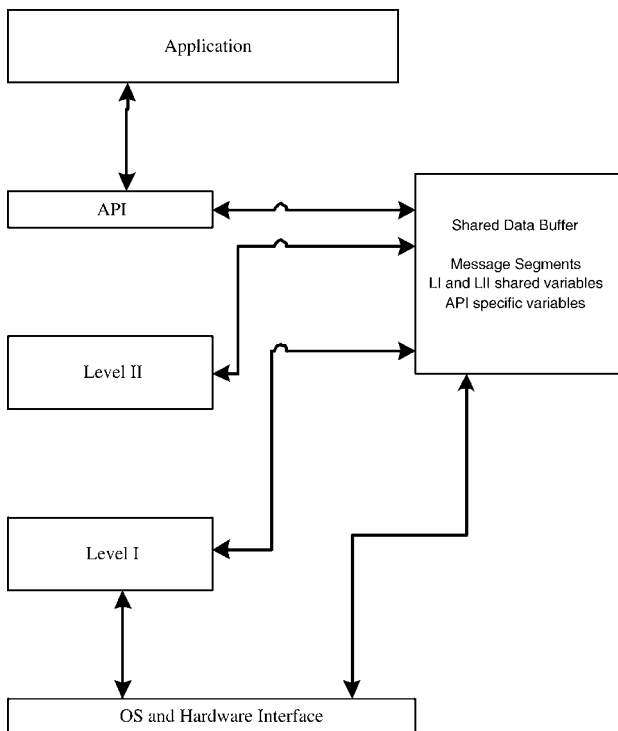 Application
API
Shared Data Buffer
Message Segments
LI and LII shared variables
API specific variables
Level II
Level I
OS and Hardware Interface